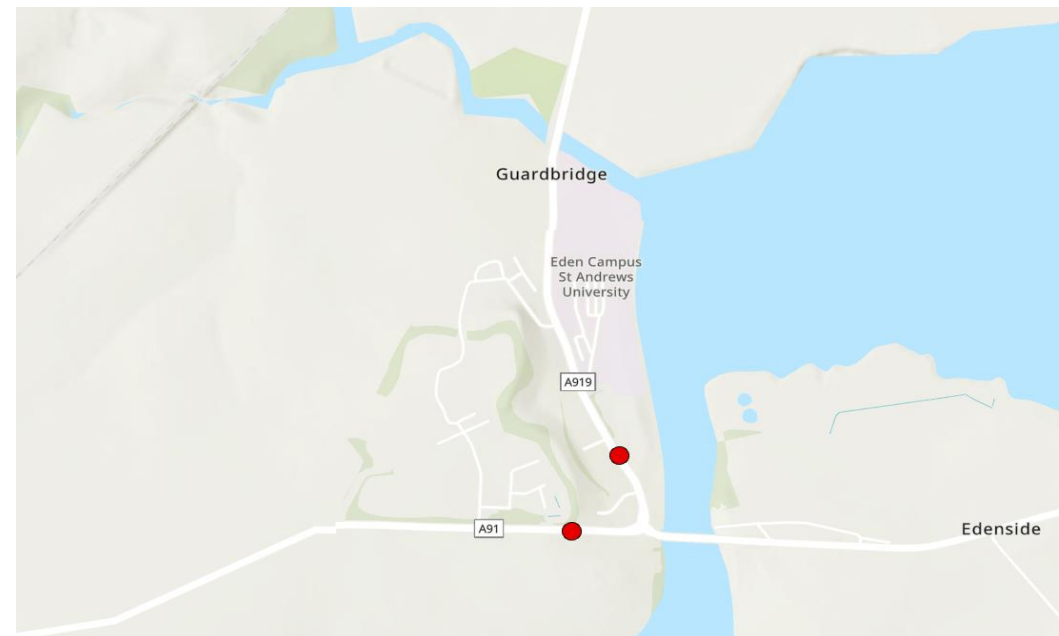 Guardbridge
Eden Campus
St Andrews
University
A919
A91
Edenside